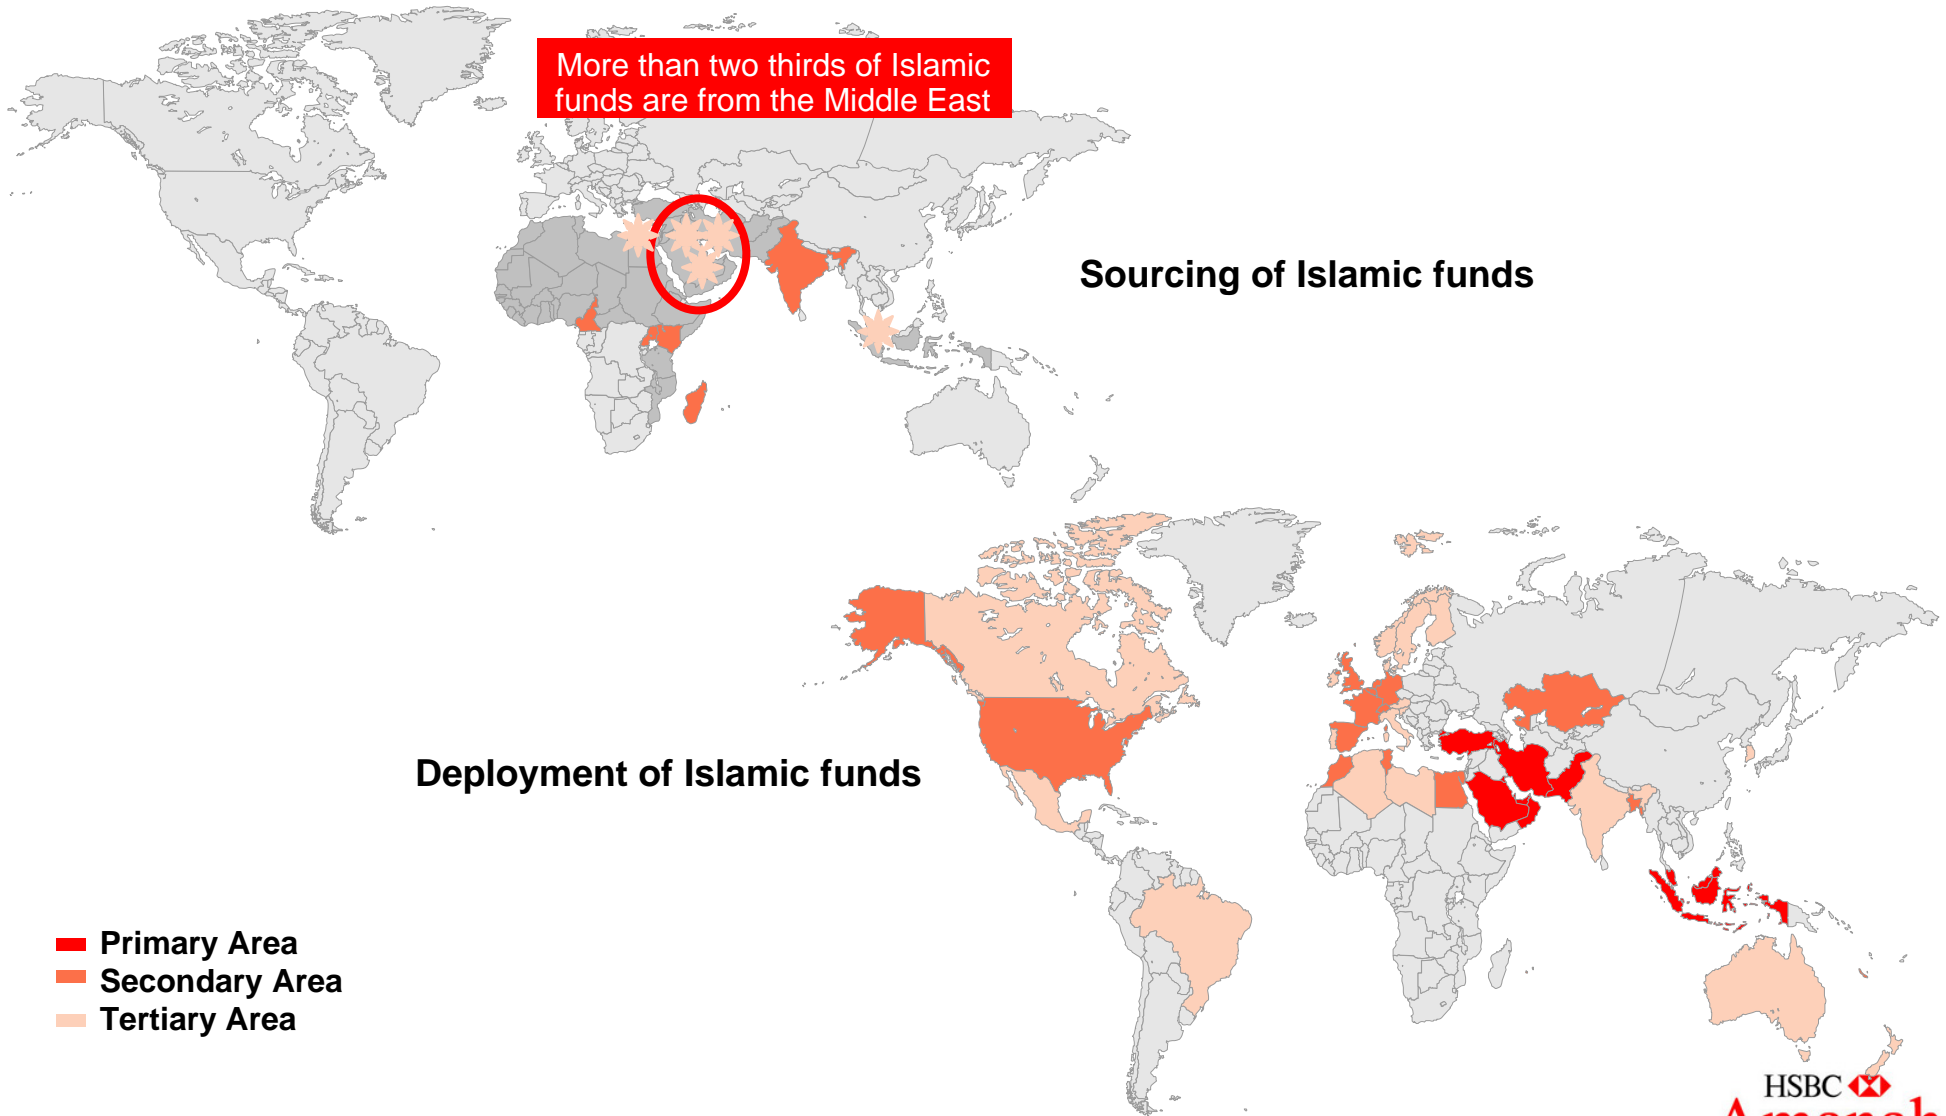 More than two thirds of Islamic
funds are from the Middle East
Sourcing of Islamic funds
Deployment of Islamic funds
Primary Area
Secondary Area
Tertiary Area
HSBC
Amanah